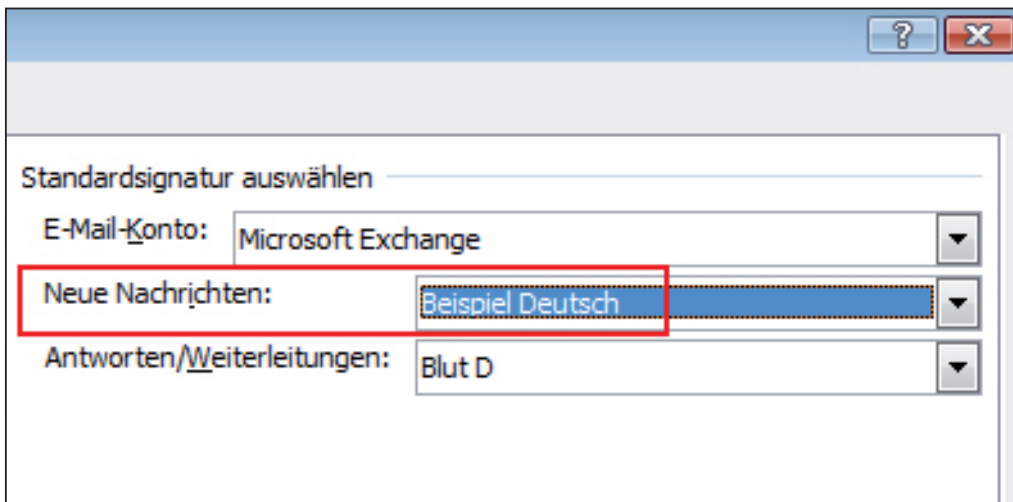 ?
Standardsignatur auswählen
E-Mail-Konto: Microsoft Exchange
Neue Nachrichten: Beispiel Deutsch
Antworten/Weiterleitungen: Blut D